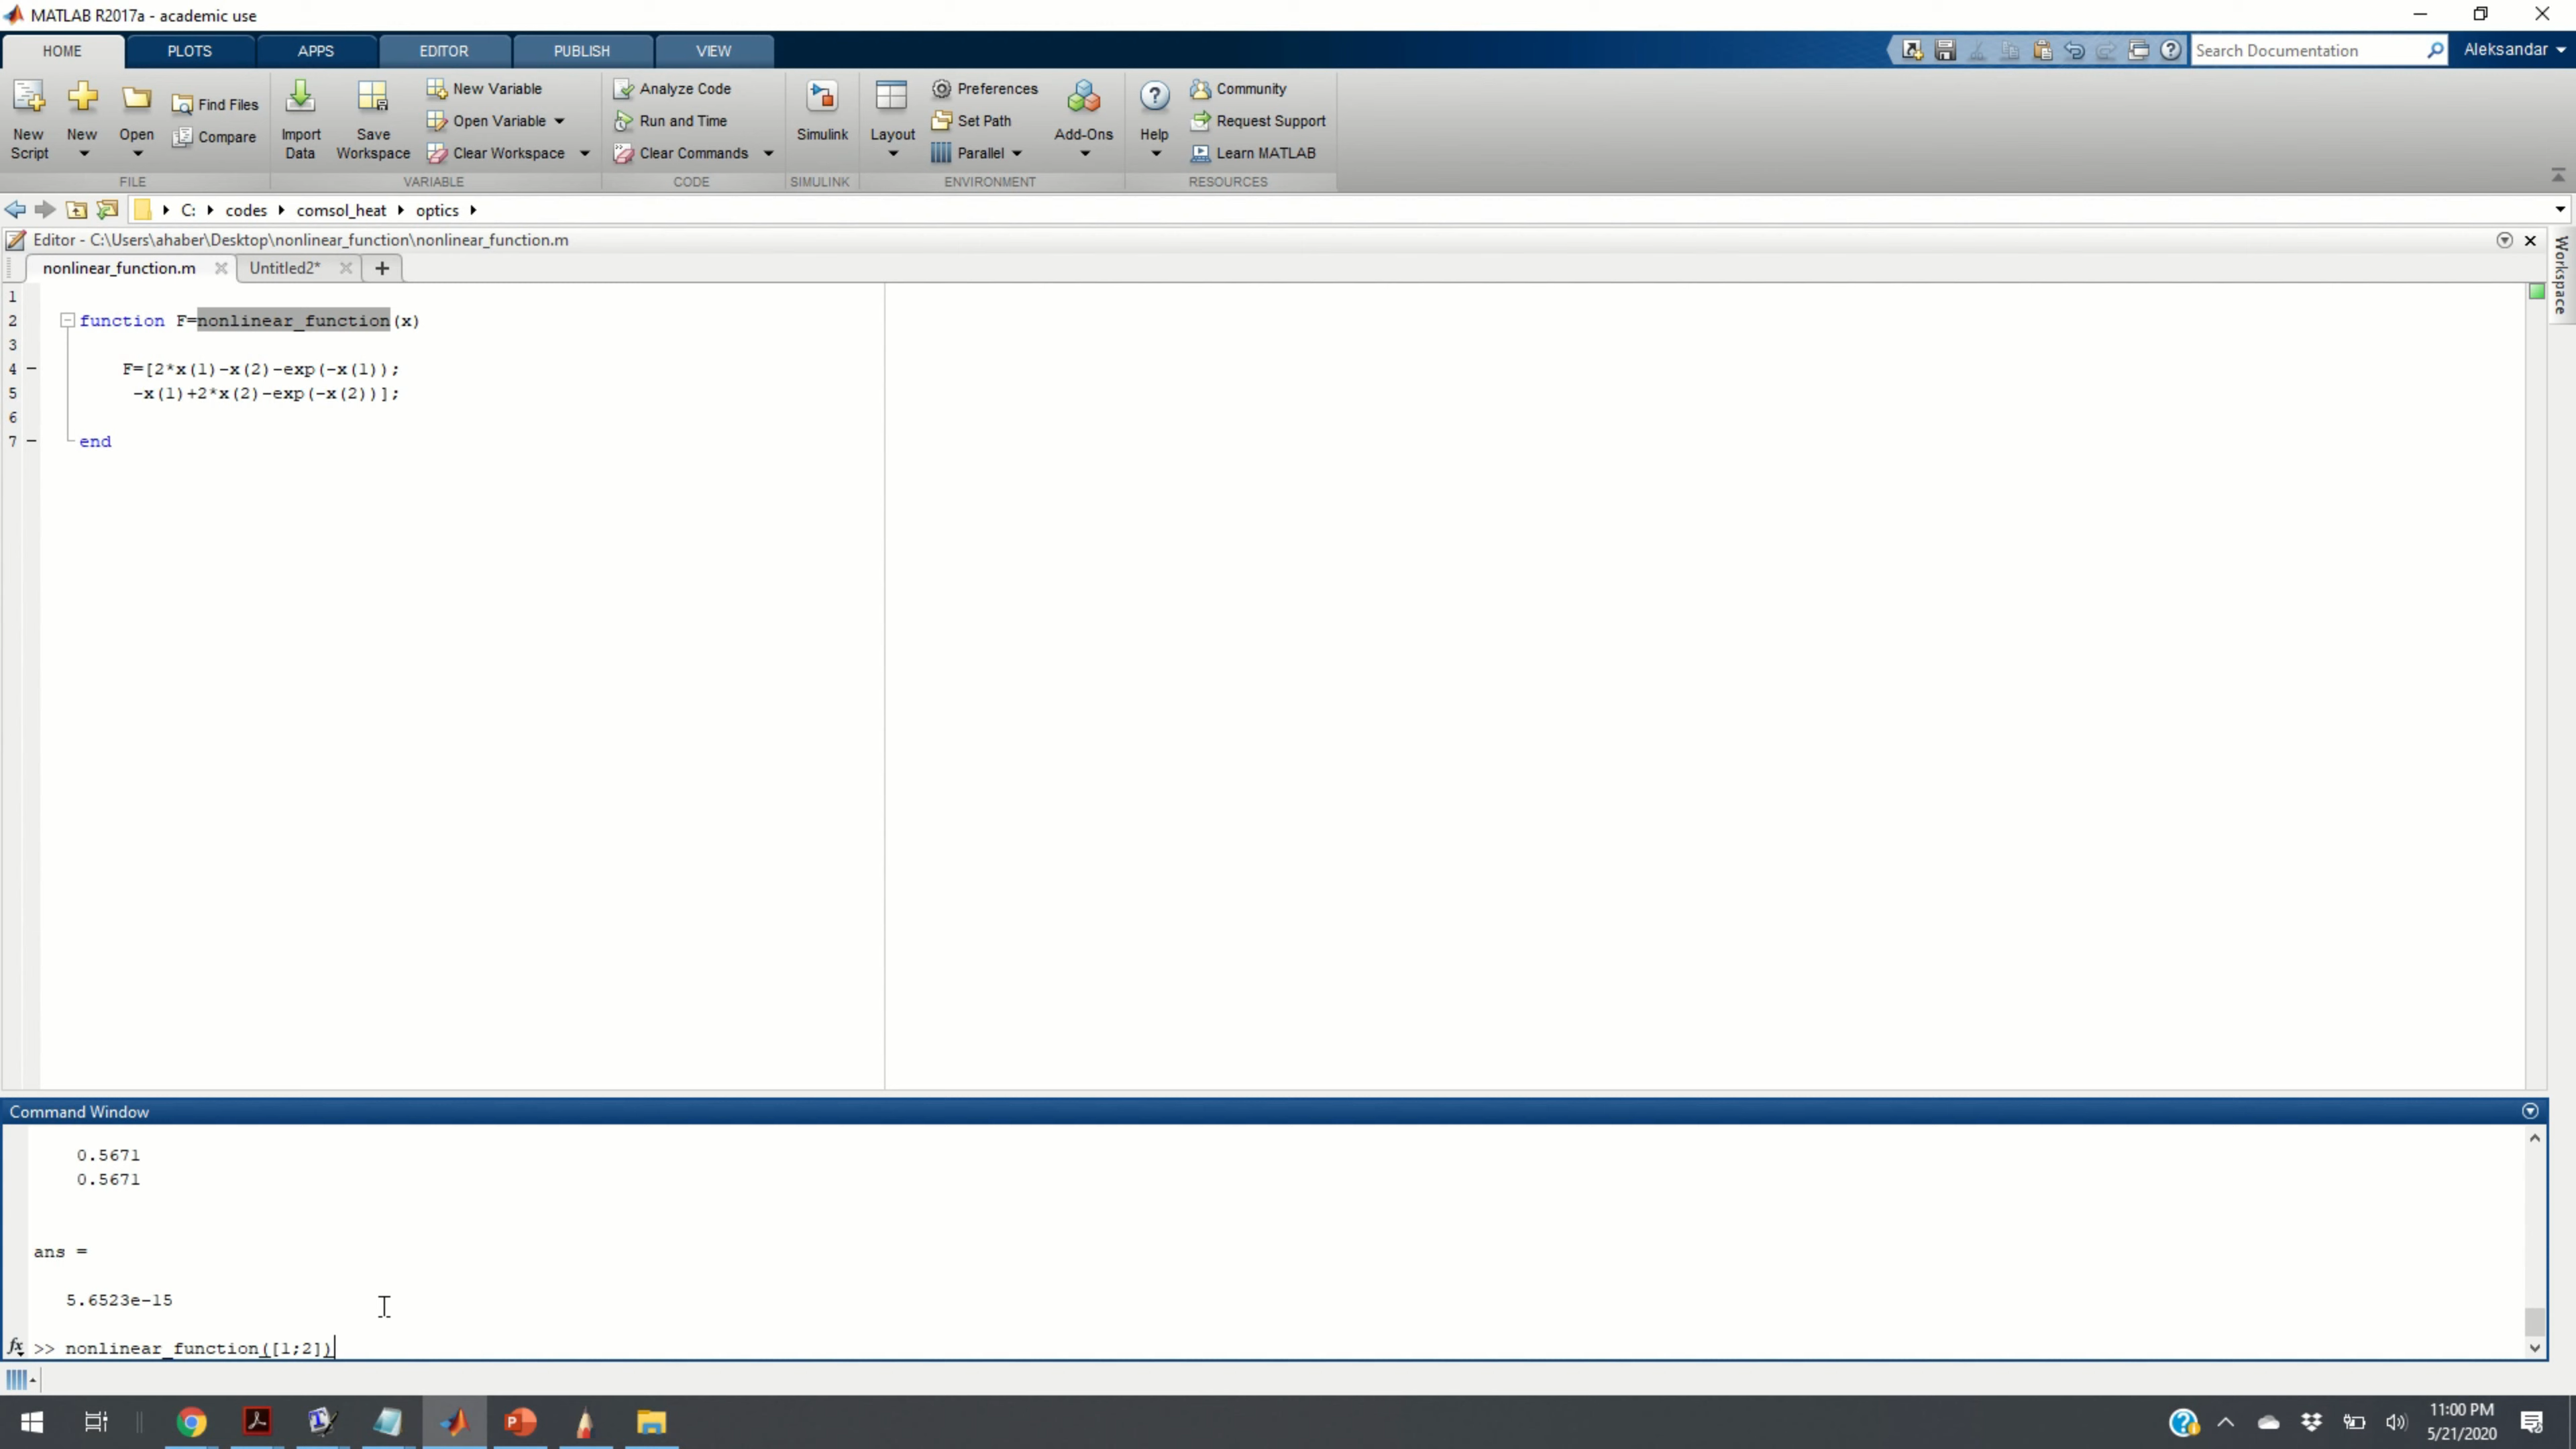 MATLAB R2017a - academic use
HOME PLOTS APPS EDITOR PUBLISH VIEW
Search Documentation
Aleksandar
New Script
New
Open
Find Files
Compare
FILE
Import Data
Save Workspace
New Variable
Open Variable
Clear Workspace
VARIABLE
Analyze Code
Run and Time
Clear Commands
CODE
Simulink
SIMULINK
Layout
Preferences
Set Path
Parallel
Add-Ons
ENVIRONMENT
Help
Community
Request Support
Learn MATLAB
RESOURCES
C: codes comsol_heat optics
Editor - C:\Users\ahaber\Desktop\nonlinear_function\nonlinear_function.m
nonlinear_function.m Untitled2* +
Workspace
1
2 function F=nonlinear_function(x)
3
4 – F=[2*x(1)-x(2)-exp(-x(1));
5 -x(1)+2*x(2)-exp(-x(2))];
6
7 – end
Command Window
0.5671
0.5671
ans =
5.6523e-15
fx >> nonlinear_function([1;2])
11:00 PM
5/21/2020